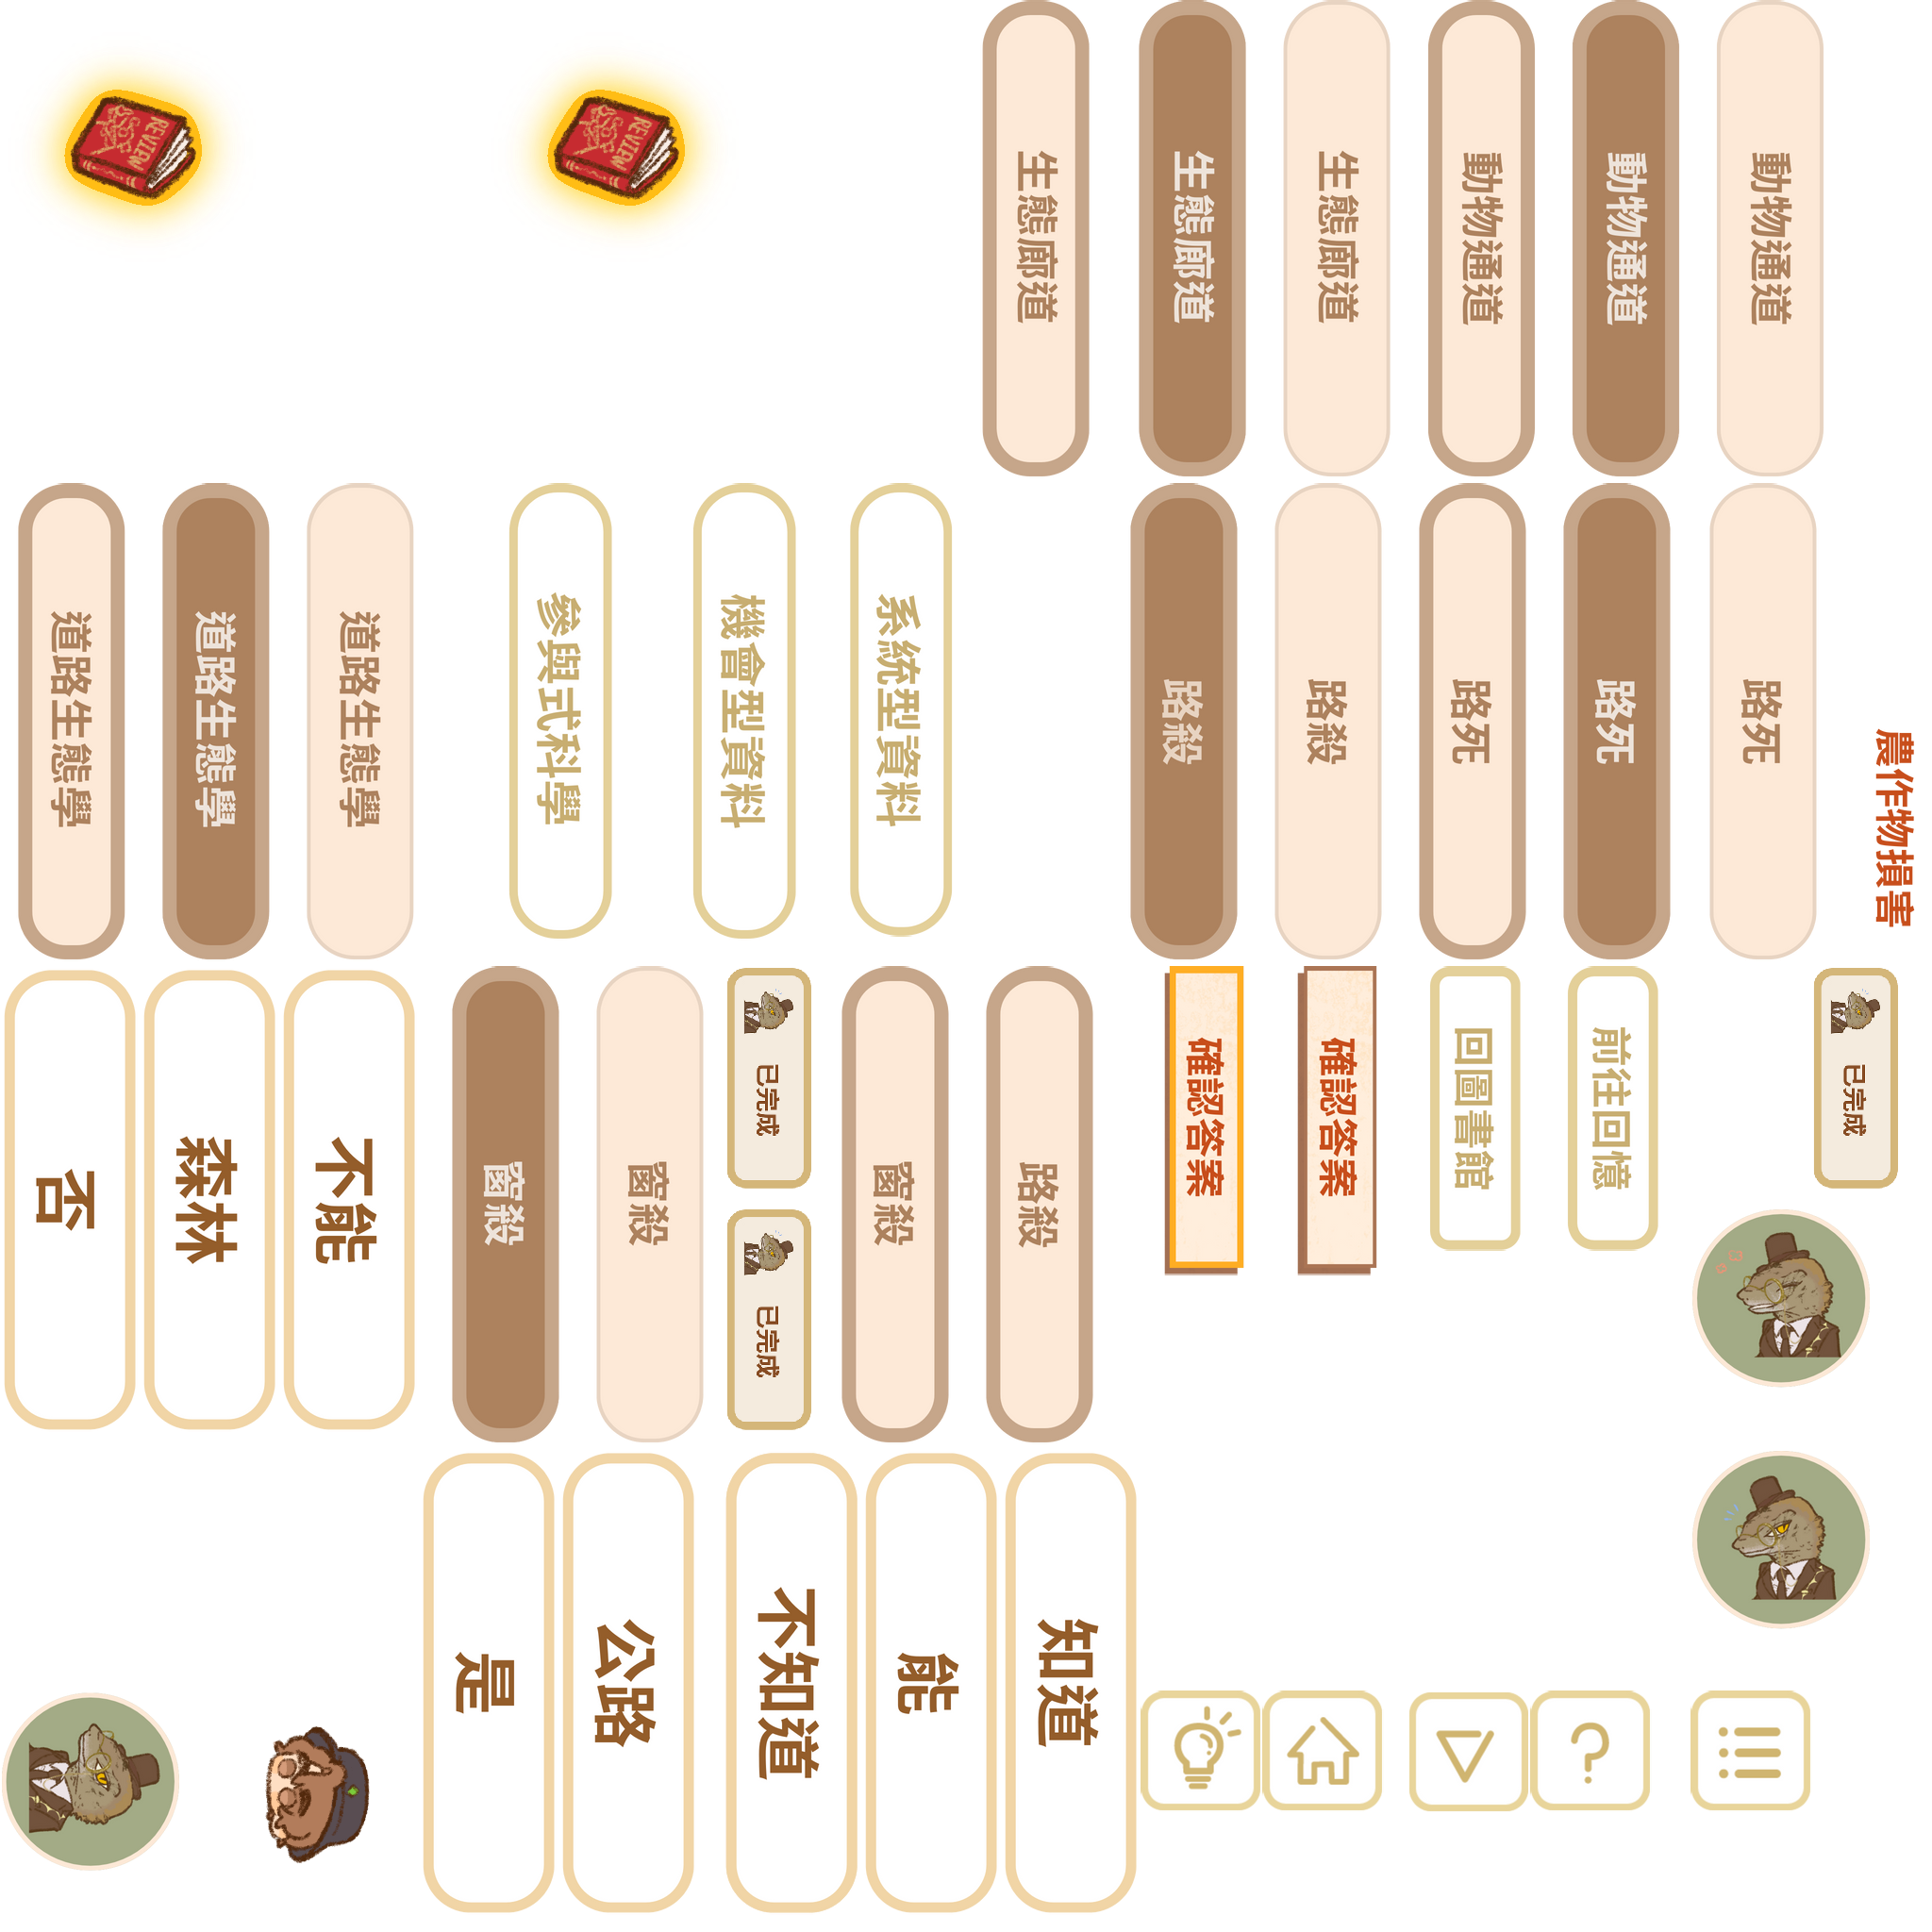 REVIEW
REVIEW
生態廊道
生態廊道
生態廊道
動物通道
動物通道
動物通道
道路生態學
道路生態學
道路生態學
參與式科學
機會型資料
系統型資料
路殺
路殺
路死
路死
路死
農作物損害
否
森林
不能
窗殺
窗殺
已完成
已完成
窗殺
路殺
確認答案
確認答案
回圖書館
前往回憶
已完成
是
公路
不知道
能
知道
?